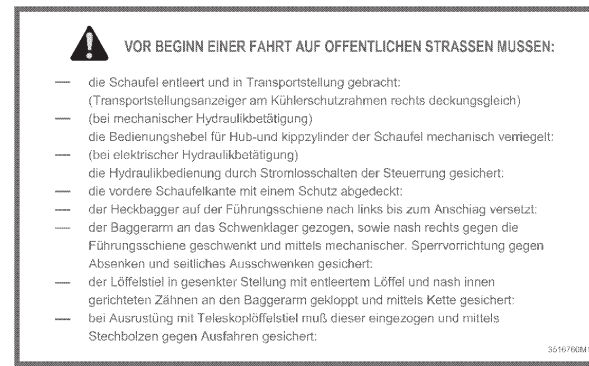 VOR BEGINN EINER FAHRT AUF OFFENTLICHEN STRASSEN MUSSEN:
— die Schaufel entleert und in Transportstellung gebracht:
(Transportstellungsanzeiger am Kühlerschutzrahmen rechts deckungsgleich)
— (bei mechanischer Hydraulikbetätigung)
die Bedienungshebel für Hub-und kippzylinder der Schaufel mechanisch verriegelt:
— (bei elektrischer Hydraulikbetätigung)
die Hydraulikbedienung durch Stromlosschalten der Steuerrung gesichert:
— die vordere Schaufelkante mit einem Schutz abgedeckt:
— der Heckbagger auf der Führungsschiene nach links bis zum Anschiag versetzt:
— der Baggerarm an das Schwenklager gezogen, sowie nash rechts gegen die
Führungsschiene geschwenkt und mittels mechanischer. Sperrvorrichtung gegen
Absenken und seitliches Ausschwenken gesichert:
— der Löffelstiel in gesenkter Stellung mit entleertem Löffel und nash innen
gerichteten Zähnen an den Baggerarm gekloppt und mittels Kette gesichert:
— bei Ausrüstung mit Teleskoplöffelstiel muß dieser eingezogen und mittels
Stechbolzen gegen Ausfahren gesichert:
3516760M1